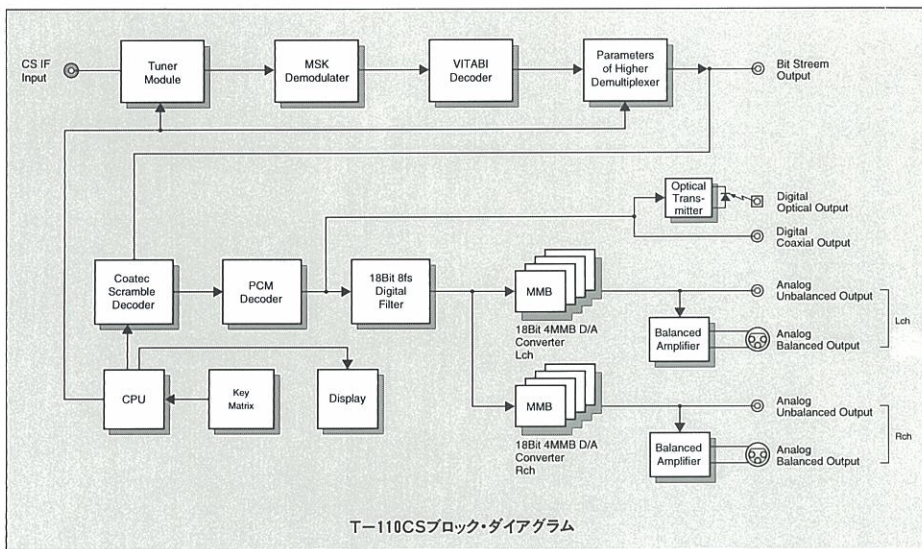 CS IF
Input
Tuner
Module
MSK
Demodulater
VITABI
Decoder
Parameters
of Higher
Demultiplexer
Bit Streem
Output
Optical
Trans-
mitter
Digital
Optical Output
Digital
Coaxial Output
Coatec
Scramble
Decoder
PCM
Decoder
18Bit 8fs
Digital
Filter
MMB
18Bit 4MMB D/A
Converter
Lch
Analog
Unbalanced Output
Balanced
Amplifier
Analog
Balanced Output
Lch
CPU
Key
Matrix
Display
MMB
18Bit 4MMB D/A
Converter
Rch
Analog
Unbalanced Output
Balanced
Amplifier
Analog
Balanced Output
Rch
T-110CSブロック・ダイアグラム